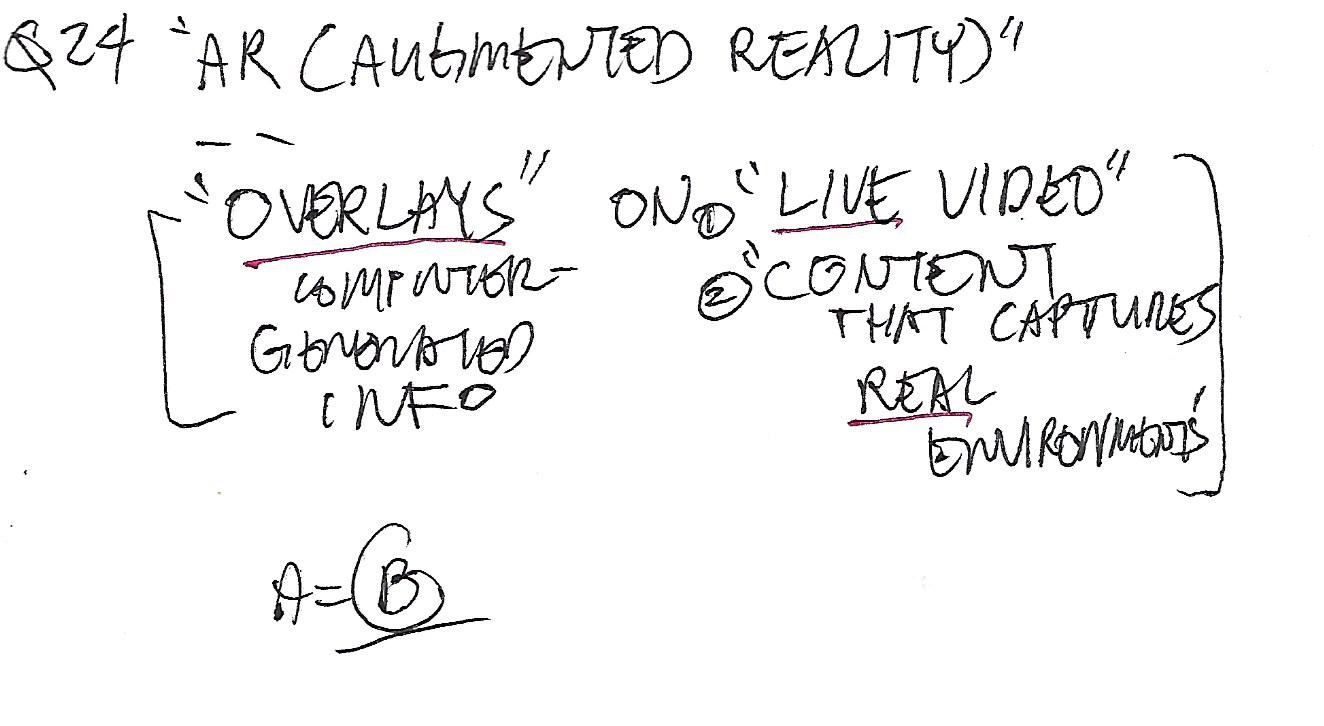 Q24 "AR (AUGMENTED REALITY)"
"OVERLAYS" ON ① "LIVE VIDEO"
COMPUTER-
GENERATED
INFO
② "CONTENT
THAT CAPTURES
REAL
ENVIRONMENTS"
A = B